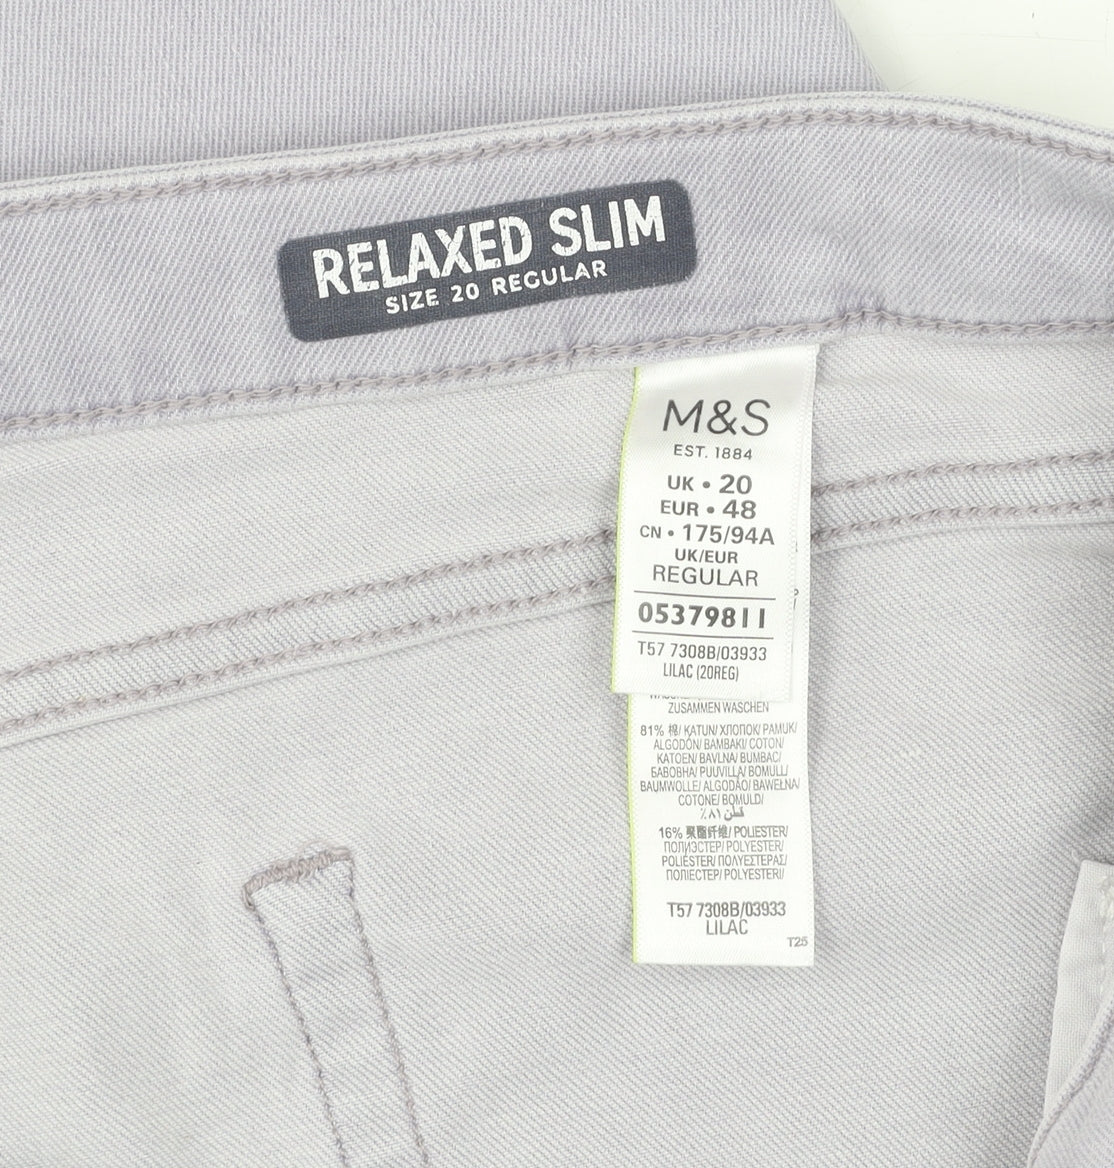 RELAXED SLIM
SIZE 20 REGULAR
M&S
EST. 1884
UK • 20
EUR • 48
CN • 175/94A
UK/EUR
REGULAR
05379811
T57 7308B/03933
LILAC (20REG)
ZUSAMMEN WASCHEN
81% 棉/ KATUN/ ХЛОПОК/ PAMUK/
ALGODÓN/ BAMBAKI/ COTON/
KATOEN/ BAVLNA/ BUMBAC/
БАВОВНА/ PUUVILLA/ BOMULL/
BAUMWOLLE/ ALGODÃO/ BAWEŁNA/
COTONE/ BOMULD/
قطن ٨١٪
16% 聚酯纤维/ POLIESTER/
ПОЛИЭСТЕР/ POLYESTER/
POLIÉSTER/ ΠΟΛΥΕΣΤΕΡΑΣ/
ПОЛІЕСТЕР/ POLYESTERI/
T57 7308B/03933
LILAC
T25